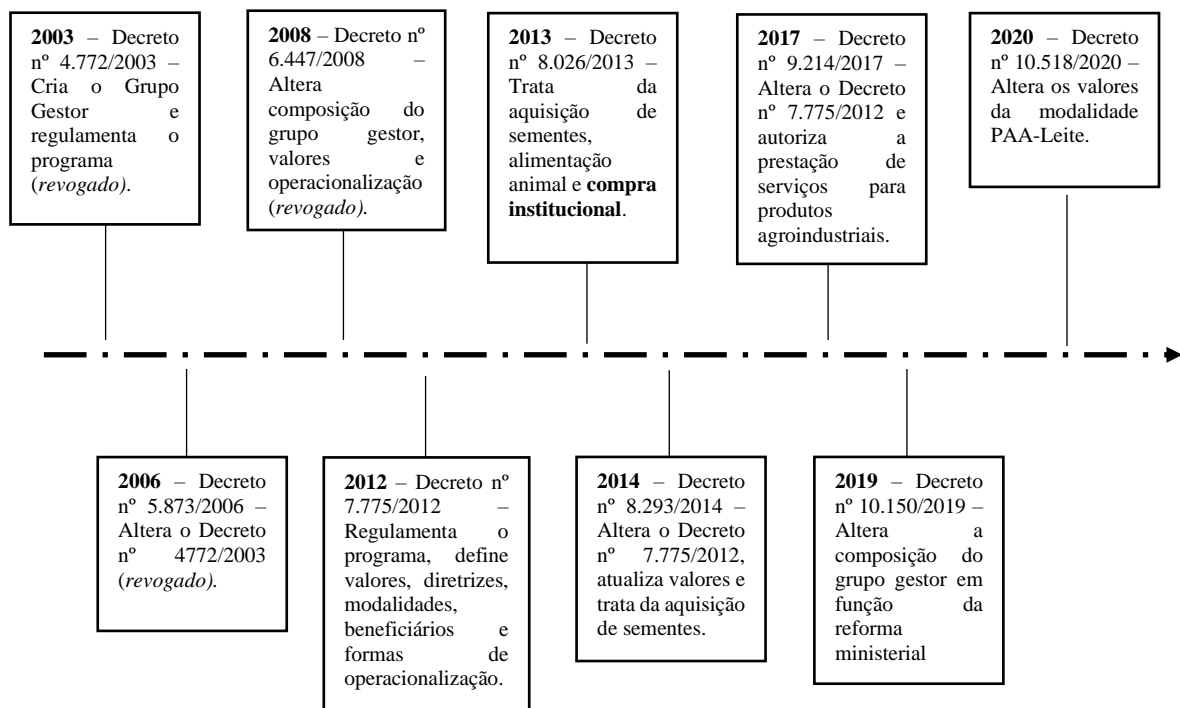 2003 – Decreto
nº 4.772/2003 –
Cria o Grupo
Gestor e
regulamenta o
programa
(revogado).
2008 – Decreto nº
6.447/2008 –
Altera
composição do
grupo gestor,
valores e
operacionalização
(revogado).
2013 – Decreto
nº 8.026/2013 –
Trata da
aquisição de
sementes,
alimentação
animal e compra
institucional.
2017 – Decreto
nº 9.214/2017 –
Altera o Decreto
nº 7.775/2012 e
autoriza a
prestação de
serviços para
produtos
agroindustriais.
2020 – Decreto
nº 10.518/2020 –
Altera os valores
da modalidade
PAA-Leite.
2006 – Decreto
nº 5.873/2006 –
Altera o Decreto
nº 4772/2003
(revogado).
2012 – Decreto nº
7.775/2012 –
Regulamenta o
programa, define
valores, diretrizes,
modalidades,
beneficiários e
formas de
operacionalização.
2014 – Decreto
nº 8.293/2014 –
Altera o Decreto
nº 7.775/2012,
atualiza valores e
trata da aquisição
de sementes.
2019 – Decreto
nº 10.150/2019 –
Altera a
composição do
grupo gestor em
função da
reforma
ministerial